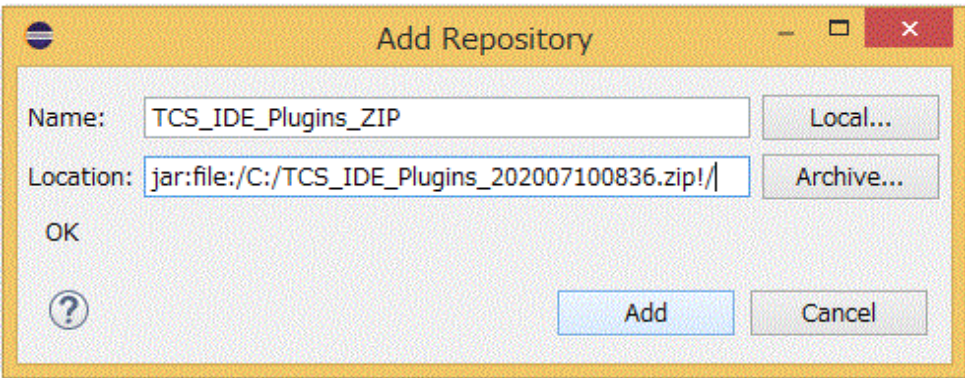 Add Repository
Name: TCS_IDE_Plugins_ZIP Local...
Location: jar:file:/C:/TCS_IDE_Plugins_202007100836.zip!/ Archive...
OK
? Add Cancel